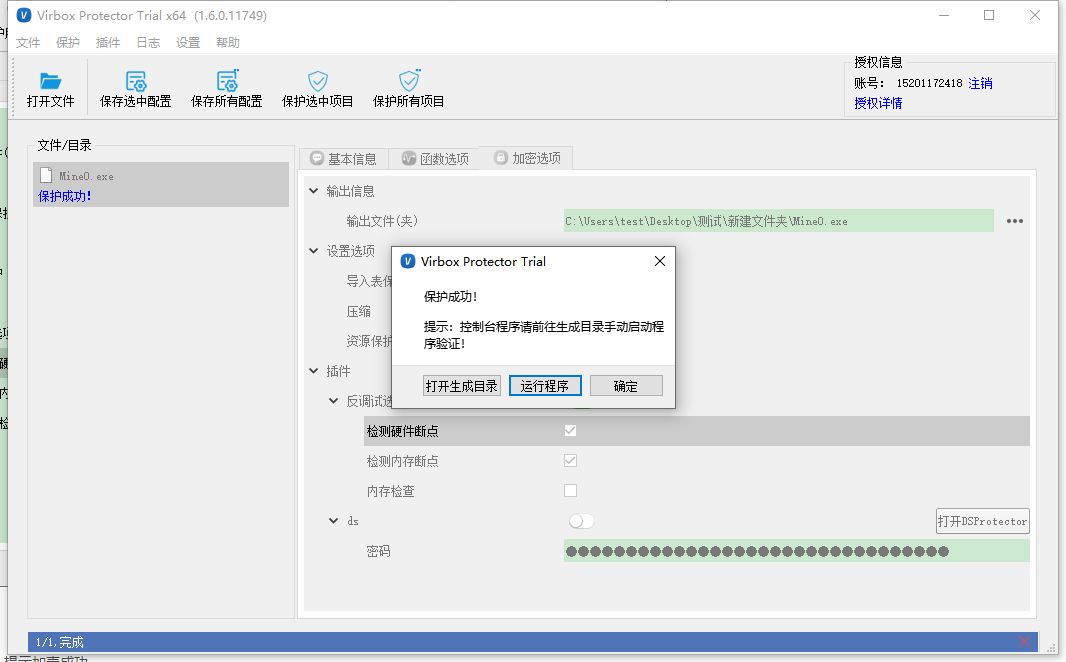 Virbox Protector Trial x64 (1.6.0.11749)
文件 保护 插件 日志 设置 帮助
打开文件 保存选中配置 保存所有配置 保护选中项目 保护所有项目
授权信息
账号： 15201172418 注销
授权详情
文件/目录
Mine0.exe
保护成功!
基本信息 函数选项 加密选项
输出信息
输出文件(夹) C:\Users\test\Desktop\测试\新建文件夹\Mine0.exe •••
设置选项
导入表保
压缩
资源保护
插件
反调试选
Virbox Protector Trial
保护成功!
提示：控制台程序请前往生成目录手动启动程
序验证!
打开生成目录 运行程序 确定
检测硬件断点
检测内存断点
内存检查
ds 打开DSProtector
密码 ●●●●●●●●●●●●●●●●●●●●●●●●●●●●●●●●
1/1,完成